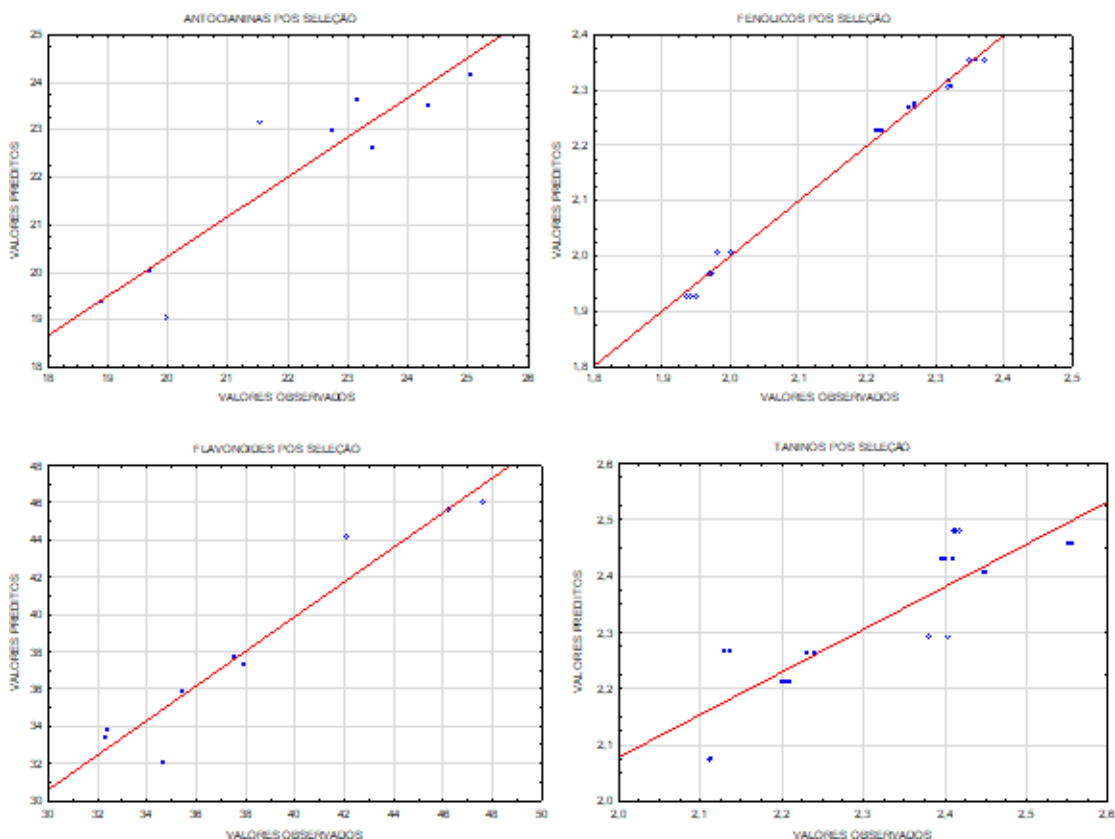 ANTOCIANINAS POS SELEÇÃO
25
24
23
22
21
20
19
18
VALORES PREDITOS
18 19 20 21 22 23 24 25 26
VALORES OBSERVADOS
FENOLICOS POS SELEÇÃO
2,4
2,3
2,2
2,1
2,0
1,9
1,8
VALORES PREDITOS
1,8 1,9 2,0 2,1 2,2 2,3 2,4 2,5
VALORES OBSERVADOS
FLAVONOIDES POS SELEÇÃO
48
46
44
42
40
38
36
34
32
30
VALORES PREDITOS
30 32 34 36 38 40 42 44 46 48 50
VALORES OBSERVADOS
TANINOS POS SELEÇÃO
2,6
2,5
2,4
2,3
2,2
2,1
2,0
VALORES PREDITOS
2,0 2,1 2,2 2,3 2,4 2,5 2,6
VALORES OBSERVADOS